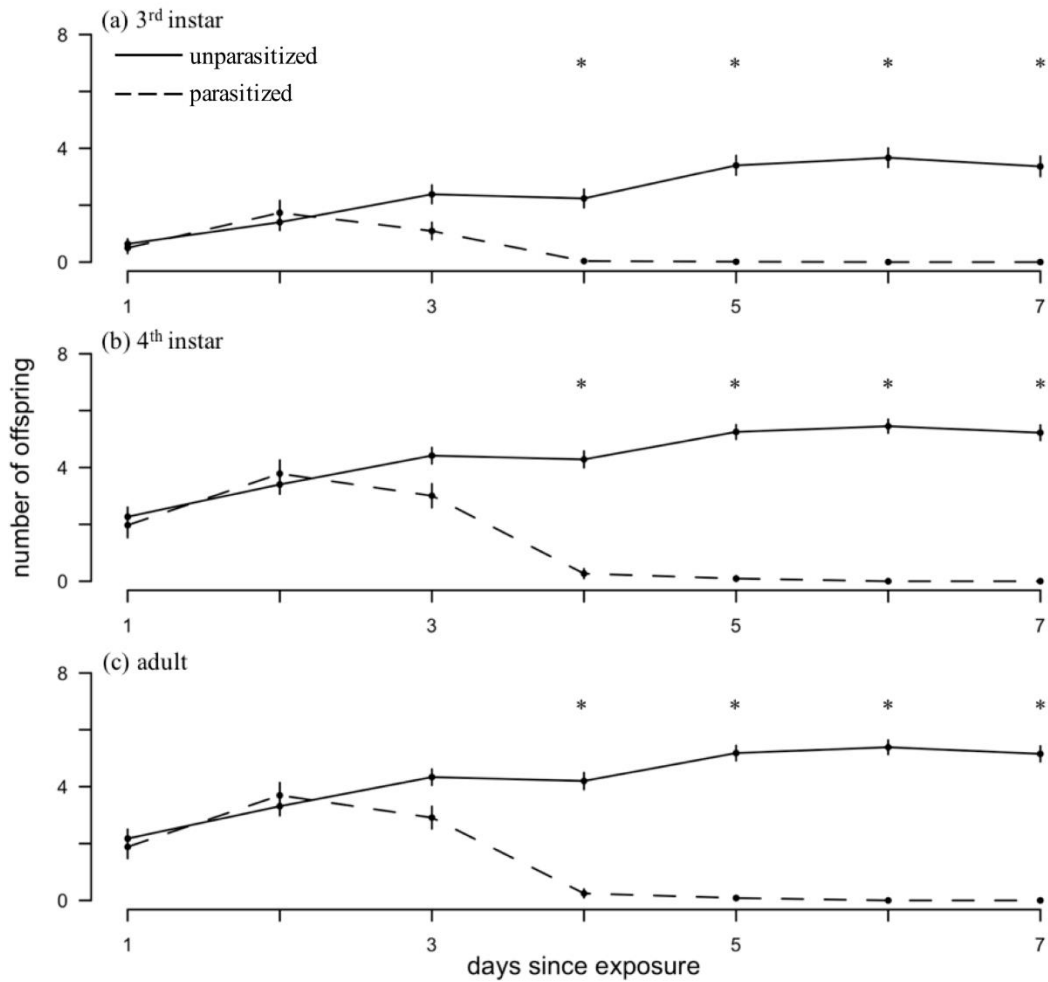 (a) 3rd instar
8
unparasitized
* * * *
parasitized
4
0
1 3 5 7
(b) 4th instar
8
* * * *
4
0
1 3 5 7
number of offspring
(c) adult
8
* * * *
4
0
1 3 5 7
days since exposure